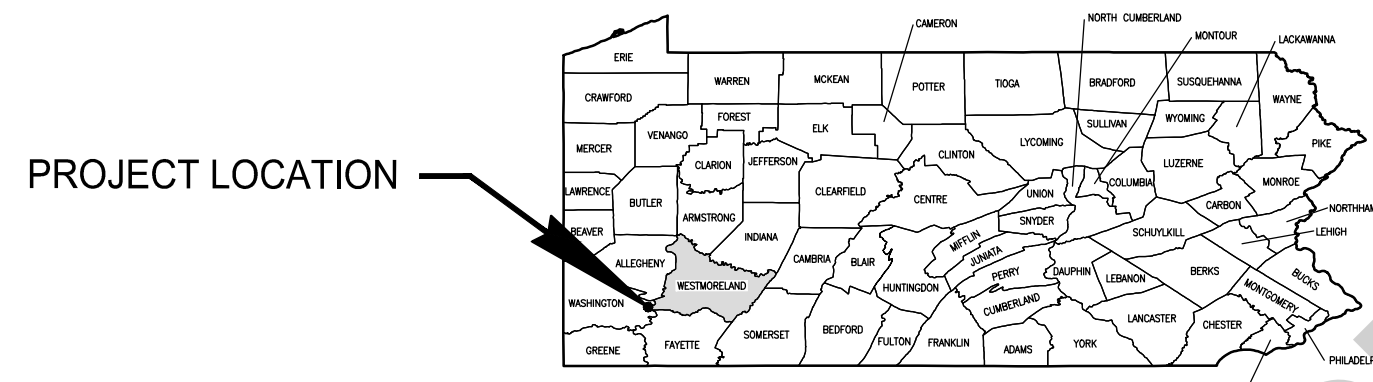 NORTH CUMBERLAND
CAMERON
MONTOUR
LACKAWANNA
ERIE
WARREN
MCKEAN
POTTER
TIOGA
BRADFORD
SUSQUEHANNA
WAYNE
CRAWFORD
FOREST
ELK
SULLIVAN
WYOMING
VENANGO
LYCOMING
PIKE
MERCER
CLARION
JEFFERSON
CLINTON
LUZERNE
PROJECT LOCATION
LAWRENCE
BUTLER
CLEARFIELD
CENTRE
UNION
COLUMBIA
MONROE
CARBON
NORTHHAM
ARMSTRONG
SNYDER
BEAVER
INDIANA
MIFFLIN
SCHUYLKILL
LEHIGH
ALLEGHENY
CAMBRIA
BLAIR
JUNIATA
WESTMORELAND
HUNTINGDON
PERRY
DAUPHIN
LEBANON
BERKS
BUCKS
MONTGOMERY
WASHINGTON
CUMBERLAND
LANCASTER
CHESTER
GREENE
FAYETTE
SOMERSET
BEDFORD
FULTON
FRANKLIN
ADAMS
YORK
PHILADELP